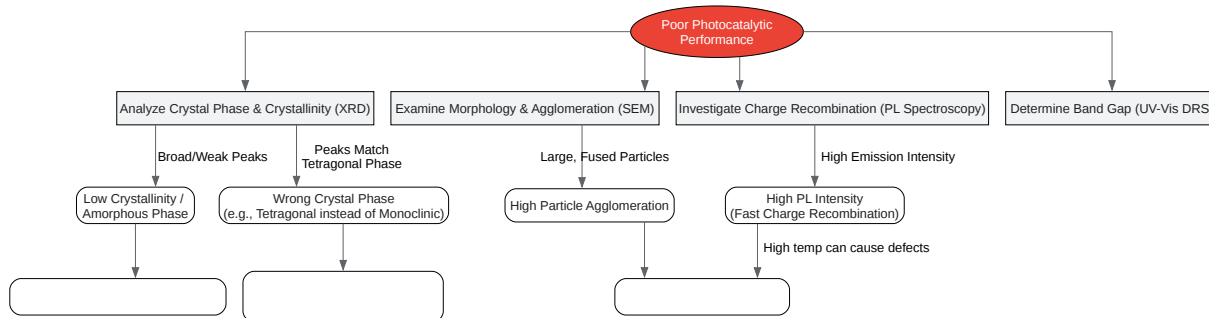 Poor Photocatalytic
Performance
Analyze Crystal Phase & Crystallinity (XRD)
Examine Morphology & Agglomeration (SEM)
Investigate Charge Recombination (PL Spectroscopy)
Determine Band Gap (UV-Vis DRS
Broad/Weak Peaks
Peaks Match
Tetragonal Phase
Large, Fused Particles
High Emission Intensity
Low Crystallinity /
Amorphous Phase
Wrong Crystal Phase
(e.g., Tetragonal instead of Monoclinic)
High Particle Agglomeration
High PL Intensity
(Fast Charge Recombination)
High temp can cause defects